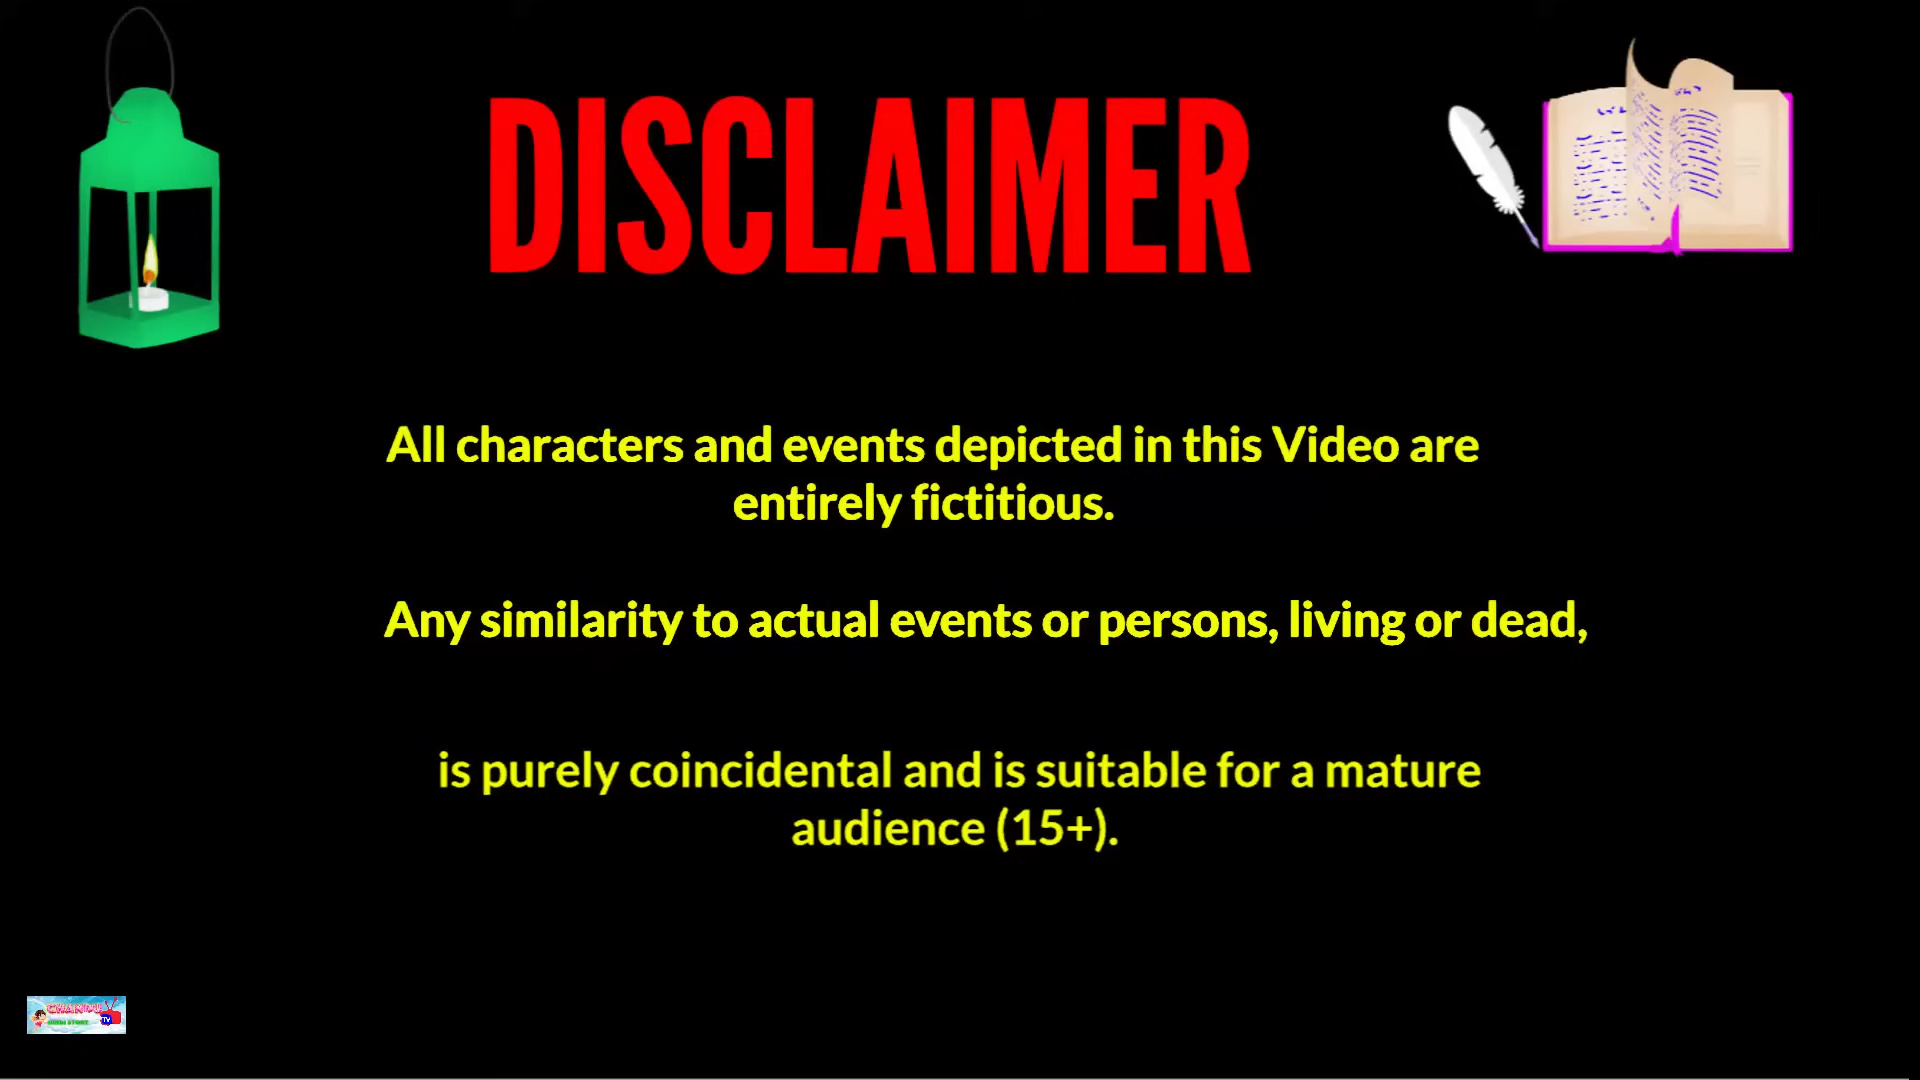 DISCLAIMER
All characters and events depicted in this Video are
entirely fictitious.
Any similarity to actual events or persons, living or dead,
is purely coincidental and is suitable for a mature
audience (15+).
TV